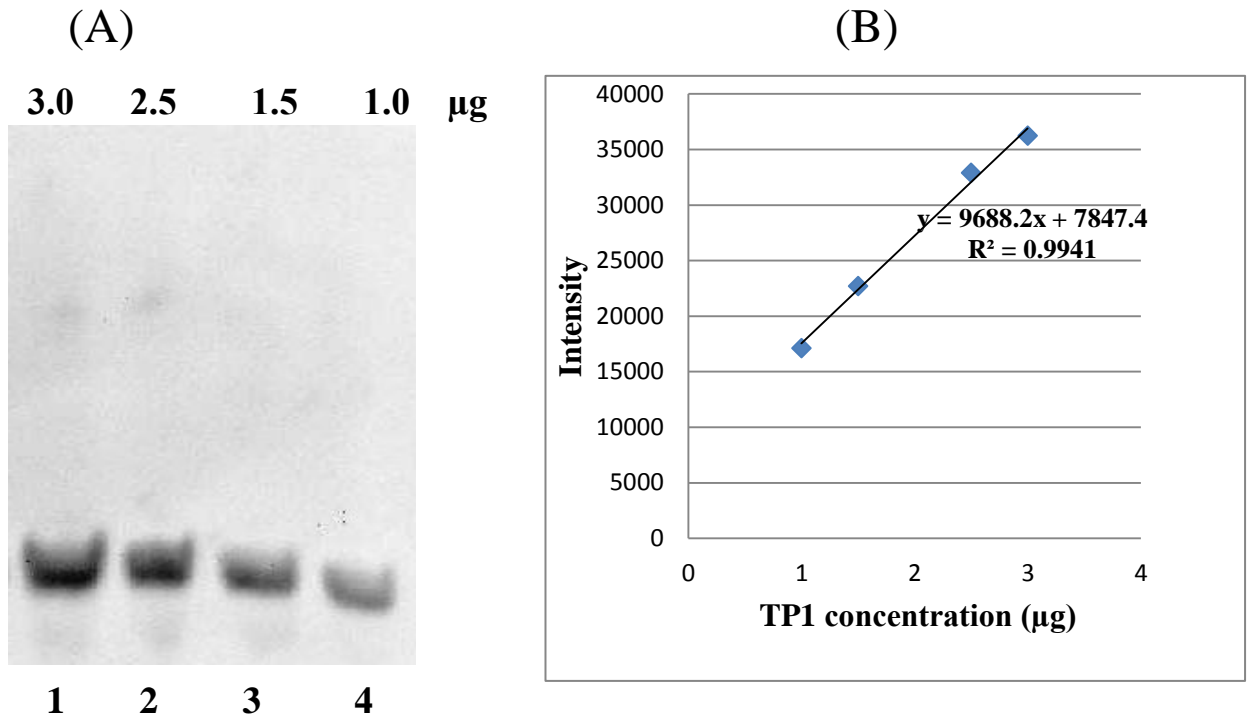 (A)
3.0 2.5 1.5 1.0 µg
1 2 3 4
(B)
40000
35000
30000
25000
20000
15000
10000
5000
0
Intensity
y = 9688.2x + 7847.4
R² = 0.9941
0 1 2 3 4
TP1 concentration (µg)